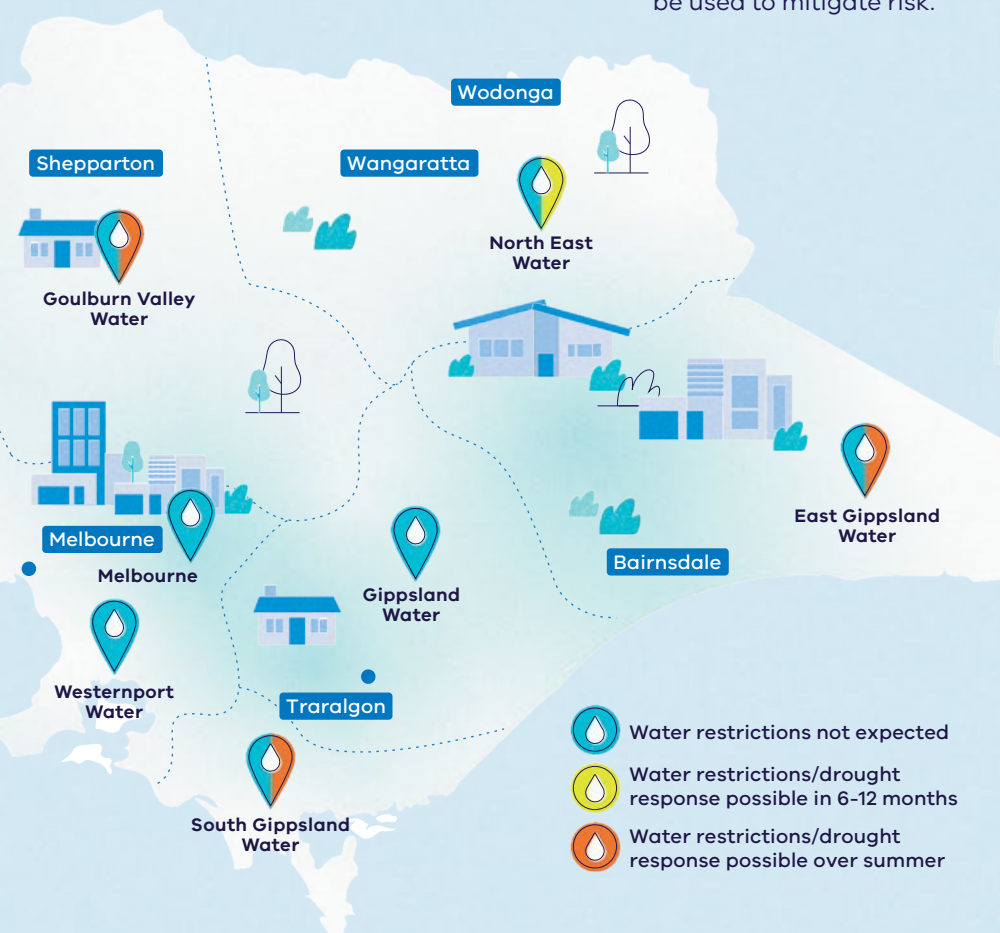 be used to mitigate risk.
Wodonga
Shepparton
Wangaratta
North East
Water
Goulburn Valley
Water
East Gippsland
Water
Melbourne
Bairnsdale
Melbourne
Gippsland
Water
Westernport
Water
Traralgon
Water restrictions not expected
Water restrictions/drought
response possible in 6-12 months
South Gippsland
Water
Water restrictions/drought
response possible over summer